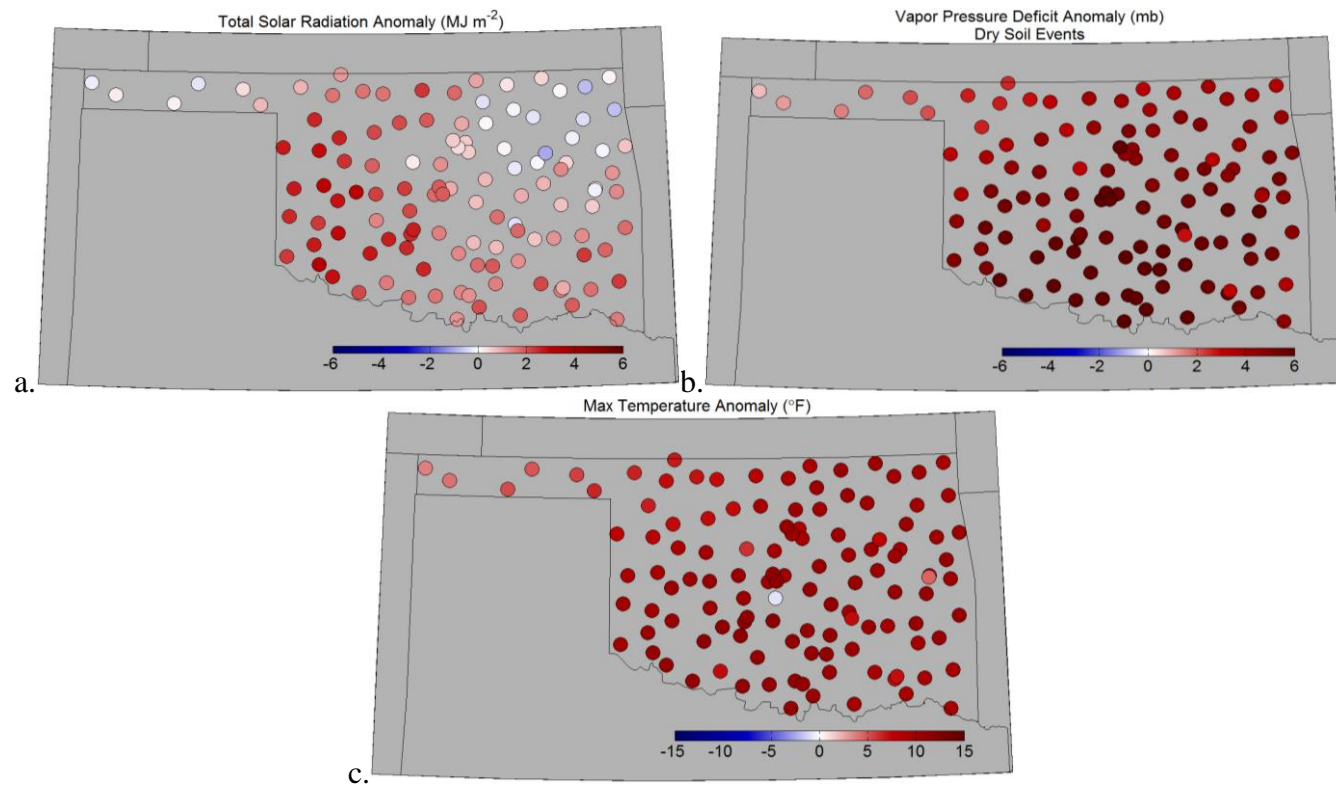 Total Solar Radiation Anomaly (MJ m-2)
-6 -4 -2 0 2 4 6
a.
Vapor Pressure Deficit Anomaly (mb)
Dry Soil Events
-6 -4 -2 0 2 4 6
b.
Max Temperature Anomaly (°F)
-15 -10 -5 0 5 10 15
c.